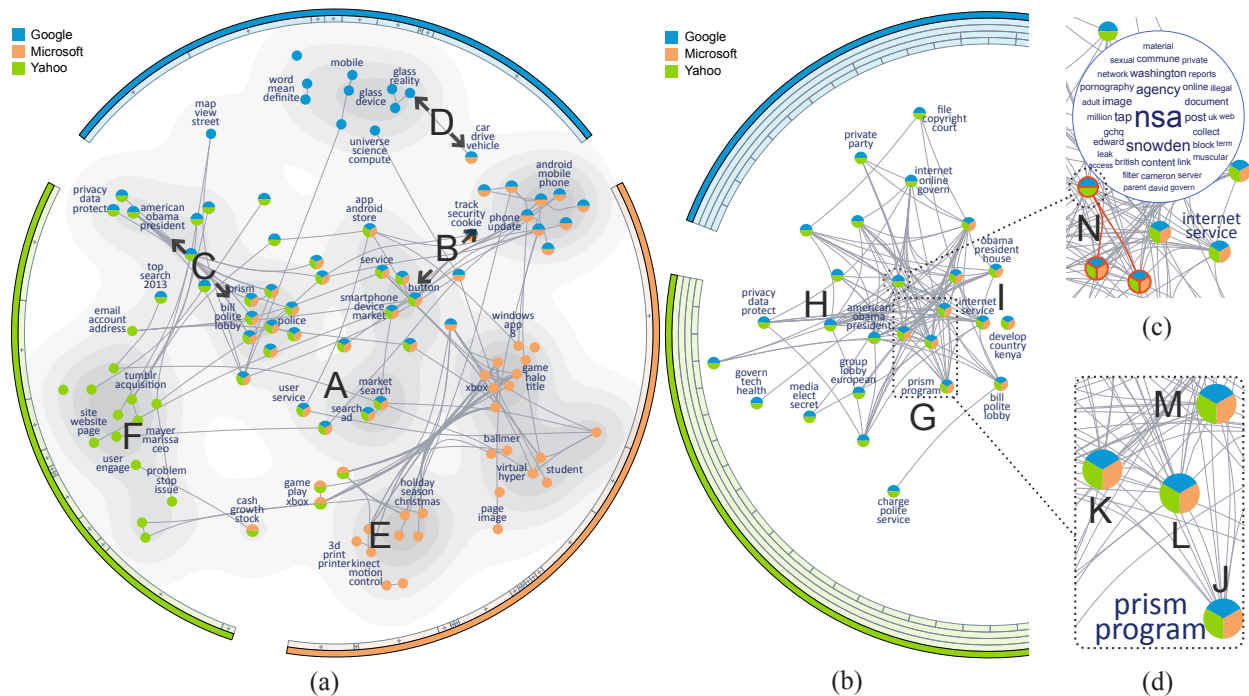 Google
Microsoft
Yahoo
mobile
glass
reality
word
mean
definite
glass
device
map
view
street
D
car
drive
vehicle
universe
science
compute
android
mobile
phone
privacy
data
protect
american
obama
president
app
android
store
track
security
cookie
phone
update
B
C
top
search
2013
service
button
prism
bill
polite
lobby
police
smartphone
device
market
email
account
address
windows
app
8
tumblr
acquisition
A
market
search
xbox
game
halo
title
user
service
search
ad
site
website
page
F
mayer
marissa
ceo
user
engage
ballmer
virtual
hyper
student
problem
stop
issue
game
play
xbox
holiday
season
christmas
cash
growth
stock
page
image
E
3d
print
printer
kinect
motion
control
(a)
Google
Microsoft
Yahoo
file
copyright
court
private
party
internet
online
govern
obama
president
house
privacy
data
protect
H
I
american
obama
president
internet
service
develop
country
kenya
group
lobby
european
govern
tech
health
media
elect
secret
prism
program
bill
polite
lobby
G
charge
polite
service
(b)
material
sexual commune private
network washington reports
pornography agency online illegal
adult image document
million tap nsa post uk web
gchq collect
edward snowden block term
leak muscular
access british content link
filter cameron server
parent david govern
N
internet
service
(c)
M
K
L
J
prism
program
(d)